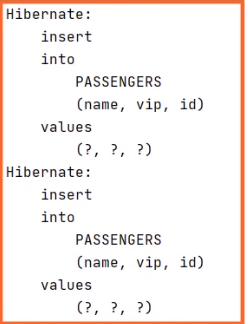 Hibernate:
    insert
    into
        PASSENGERS
        (name, vip, id)
    values
        (?, ?, ?)
Hibernate:
    insert
    into
        PASSENGERS
        (name, vip, id)
    values
        (?, ?, ?)